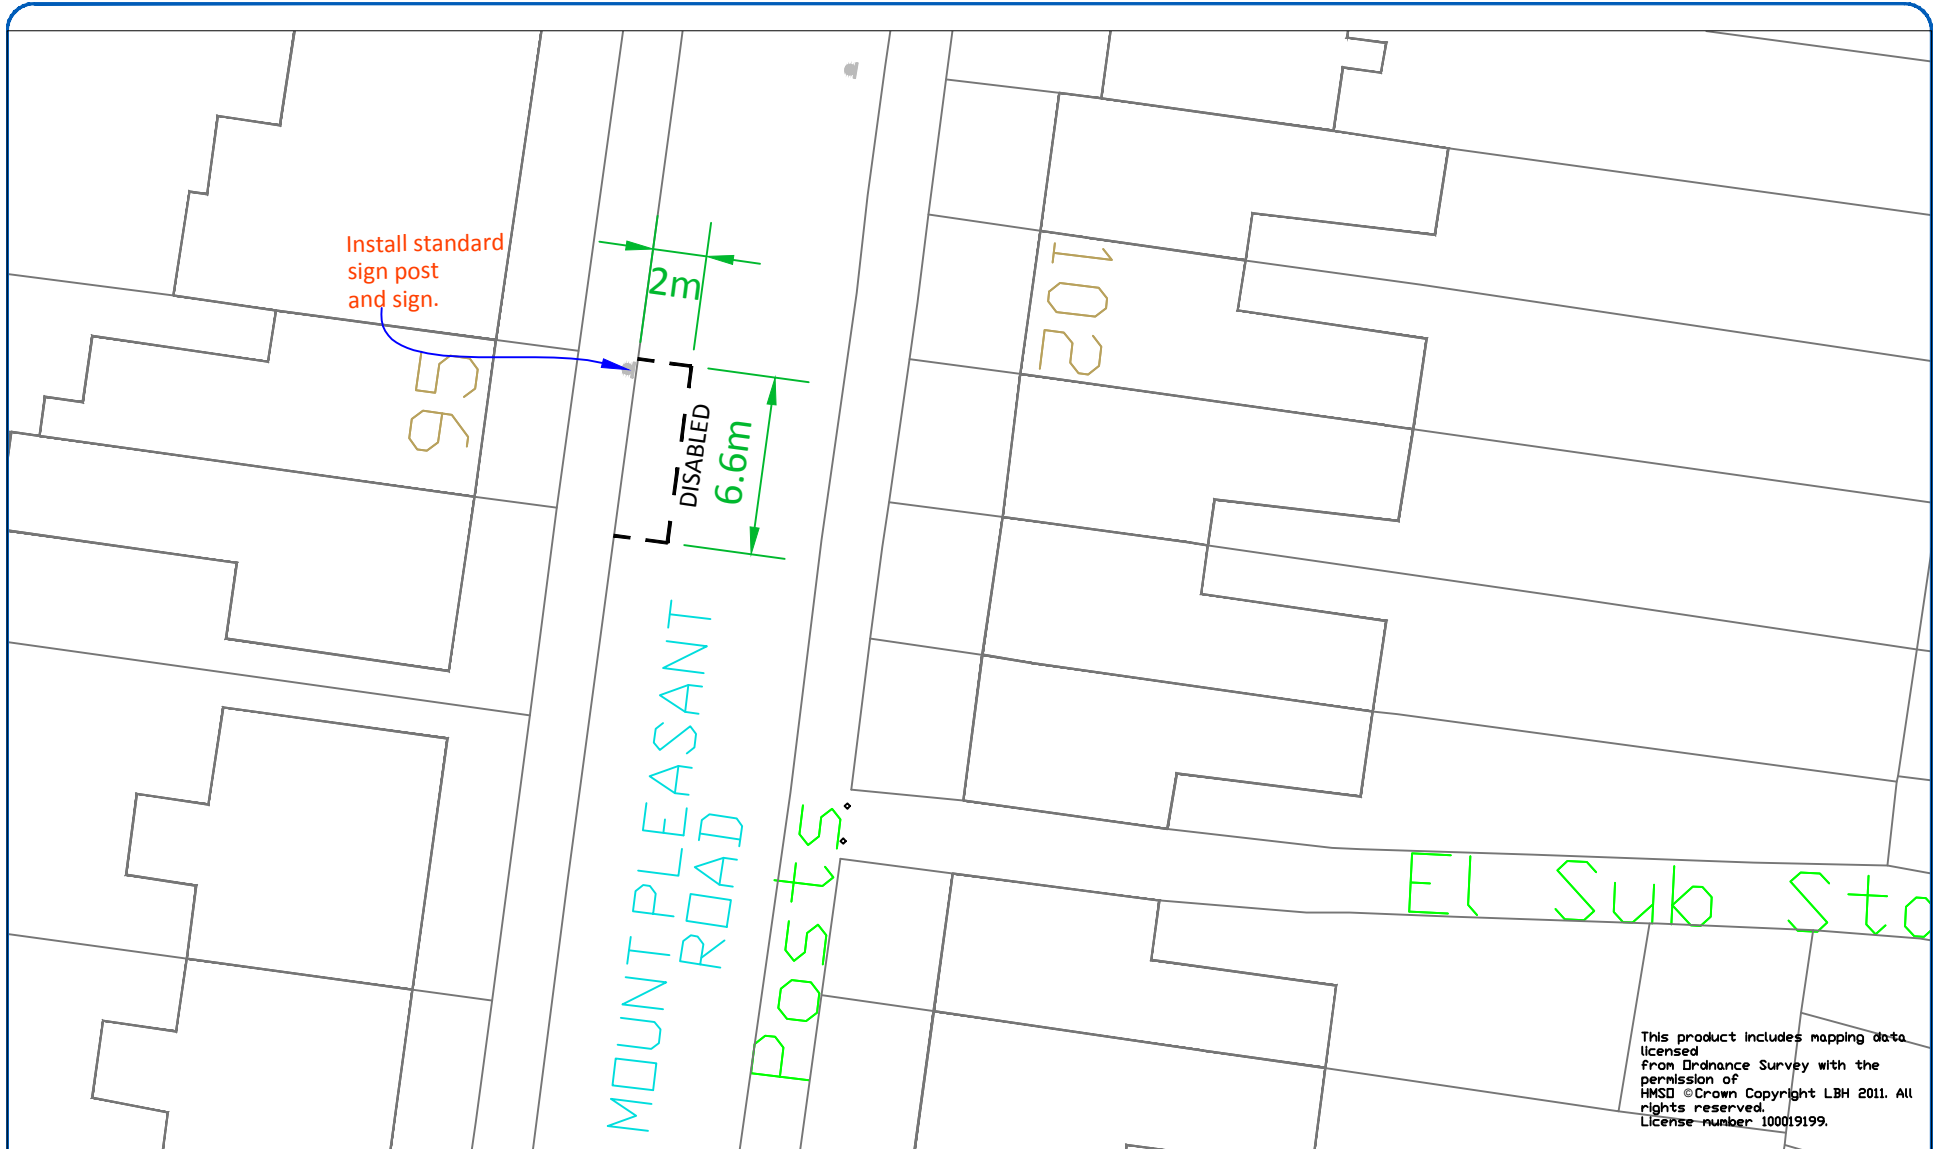 Install standard
sign post
and sign.
2m
6.6m
DISABLED
95
102
MOUNT PLEASANT
ROAD
Posts
El Sub Sta
This product includes mapping data
licensed
from Ordnance Survey with the
permission of
HMSO ©Crown Copyright LBH 2011. All
rights reserved.
License number 100019199.